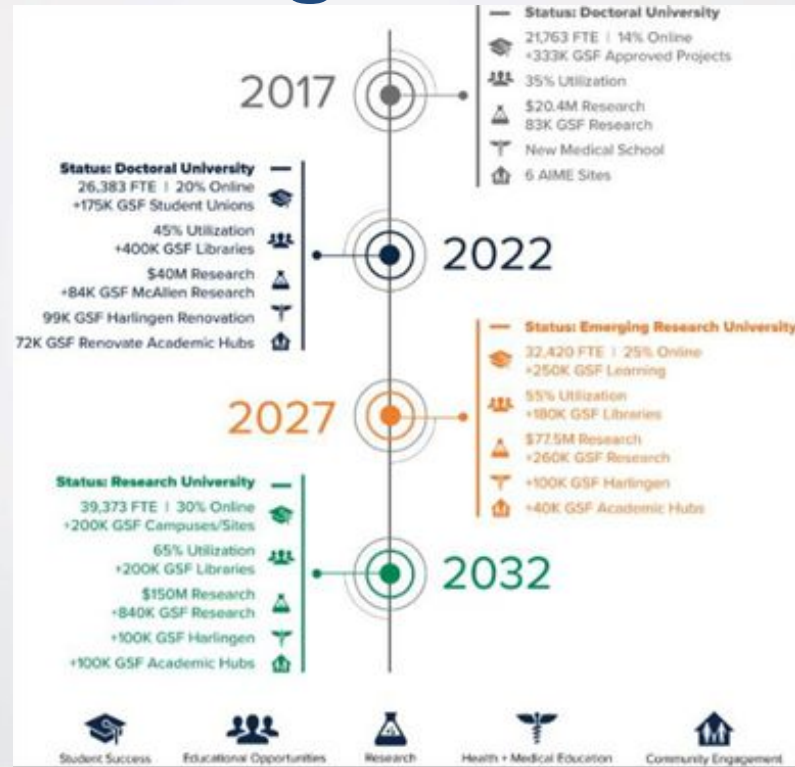 Status: Doctoral University
21,763 FTE | 14% Online
+333K GSF Approved Projects
35% Utilization
$20.4M Research
83K GSF Research
New Medical School
6 AIME Sites
2017
Status: Doctoral University
26,383 FTE | 20% Online
+175K GSF Student Unions
45% Utilization
+400K GSF Libraries
$40M Research
+84K GSF McAllen Research
99K GSF Harlingen Renovation
72K GSF Renovate Academic Hubs
2022
Status: Emerging Research University
32,420 FTE | 25% Online
+250K GSF Learning
55% Utilization
+180K GSF Libraries
$77.5M Research
+260K GSF Research
+100K GSF Harlingen
+40K GSF Academic Hubs
2027
Status: Research University
39,373 FTE | 30% Online
+200K GSF Campuses/Sites
65% Utilization
+200K GSF Libraries
$150M Research
+840K GSF Research
+100K GSF Harlingen
+100K GSF Academic Hubs
2032
Student Success
Educational Opportunities
Research
Health + Medical Education
Community Engagement